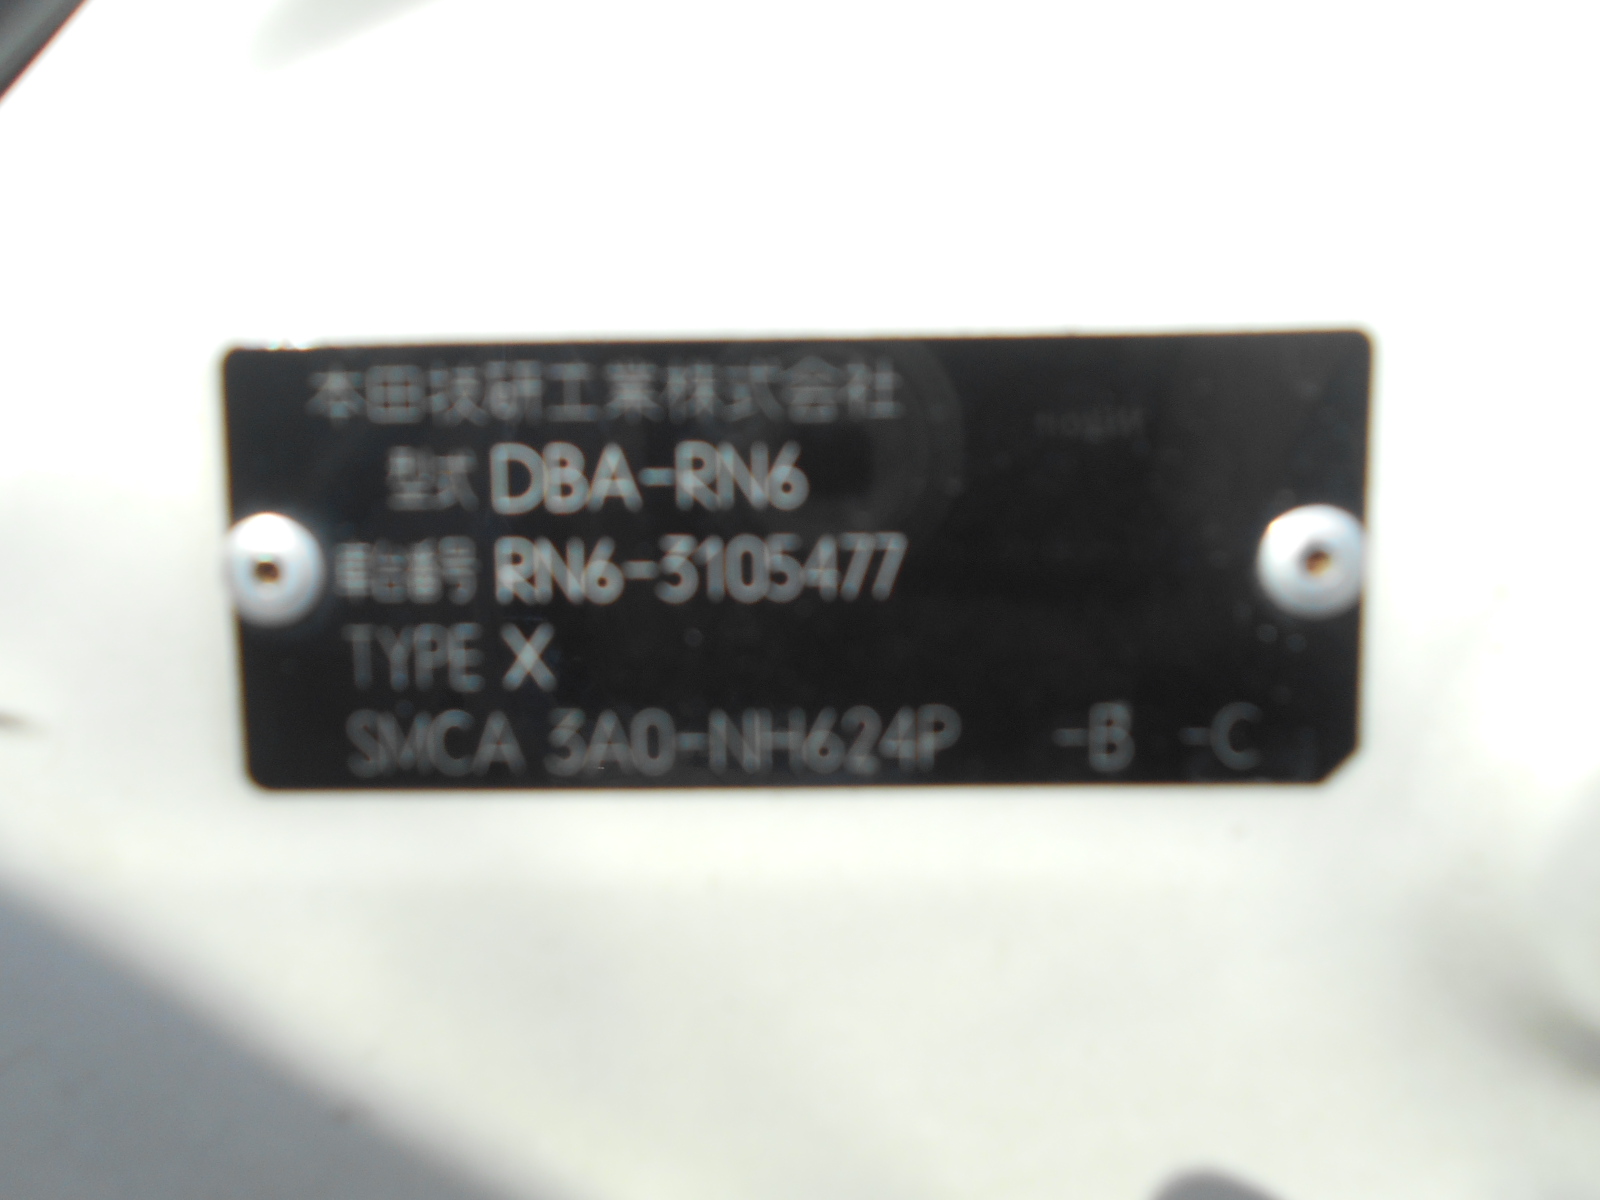 本田技研工業株式会社
型式 DBA-RN6
車台番号 RN6-3105477
TYPE X
SMCA 3A0-NH624P -B -C